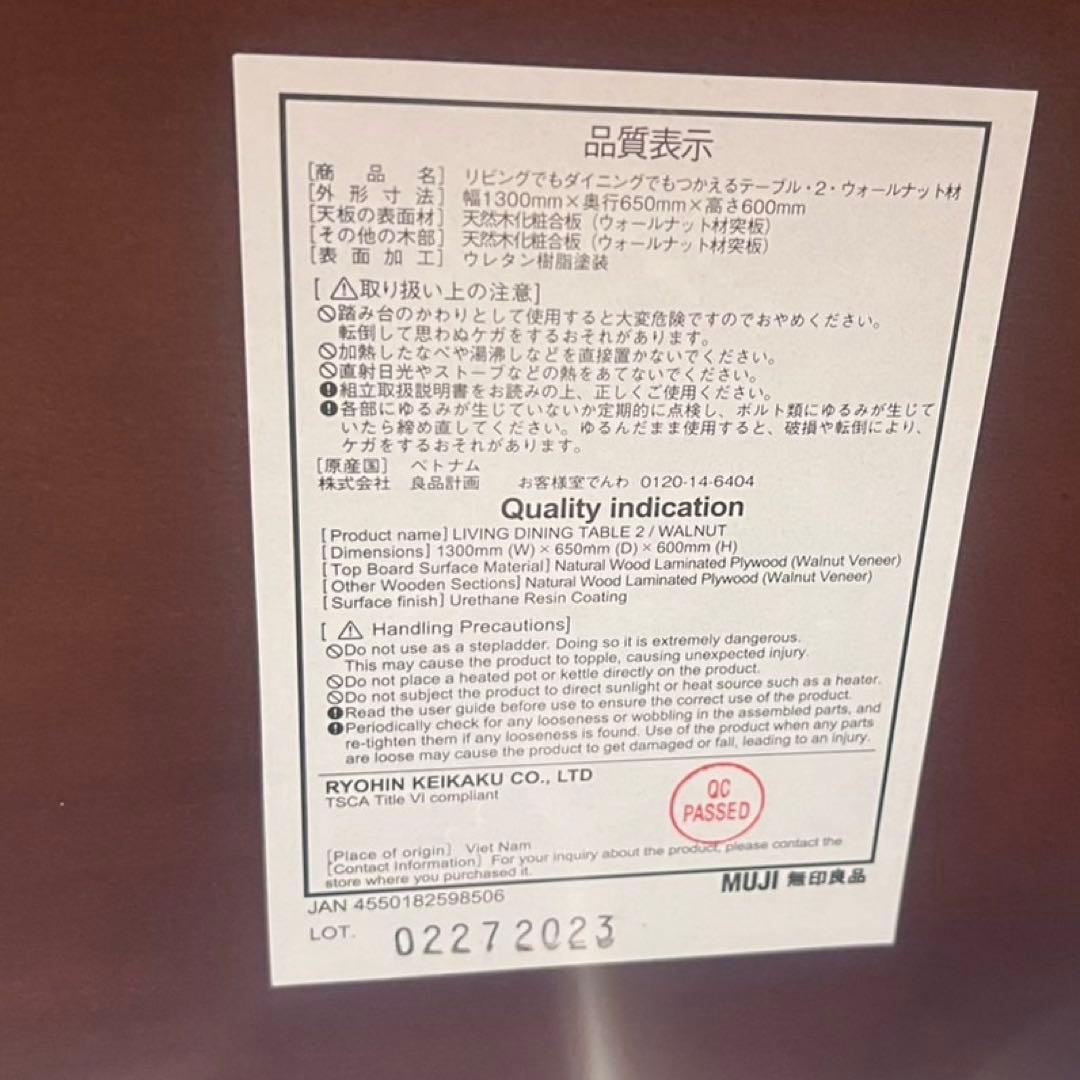 品質表示
[商品名] リビングでもダイニングでもつかえるテーブル・2・ウォールナット材
[外形寸法] 幅1300mm×奥行650mm×高さ600mm
[天板の表面材] 天然木化粧合板（ウォールナット材突板）
[その他の木部] 天然木化粧合板（ウォールナット材突板）
[表面加工] ウレタン樹脂塗装
[⚠取り扱い上の注意]
🚫踏み台のかわりとして使用すると大変危険ですのでおやめください。
転倒して思わぬケガをするおそれがあります。
🚫加熱したなべや湯沸しなどを直接置かないでください。
🚫直射日光やストーブなどの熱をあてないでください。
❗組立取扱説明書をお読みの上、正しくご使用ください。
❗各部にゆるみが生じていないか定期的に点検し、ボルト類にゆるみが生じて
いたら締め直してください。ゆるんだまま使用すると、破損や転倒により、
ケガをするおそれがあります。
[原産国] ベトナム
株式会社 良品計画 お客様室でんわ 0120-14-6404
Quality indication
[Product name] LIVING DINING TABLE 2 / WALNUT
[Dimensions] 1300mm (W) × 650mm (D) × 600mm (H)
[Top Board Surface Material] Natural Wood Laminated Plywood (Walnut Veneer)
[Other Wooden Sections] Natural Wood Laminated Plywood (Walnut Veneer)
[Surface finish] Urethane Resin Coating
[⚠ Handling Precautions]
🚫Do not use as a stepladder. Doing so it is extremely dangerous.
This may cause the product to topple, causing unexpected injury.
🚫Do not place a heated pot or kettle directly on the product.
🚫Do not subject the product to direct sunlight or heat source such as a heater.
❗Read the user guide before use to ensure the correct use of the product.
❗Periodically check for any looseness or wobbling in the assembled parts, and
re-tighten them if any looseness is found. Use of the product when any parts
are loose may cause the product to get damaged or fall, leading to an injury.
RYOHIN KEIKAKU CO., LTD
TSCA Title VI compliant
QC
PASSED
[Place of origin] Viet Nam
[Contact Information] For your inquiry about the product, please contact the
store where you purchased it.
MUJI 無印良品
JAN 4550182598506
LOT. 02272023